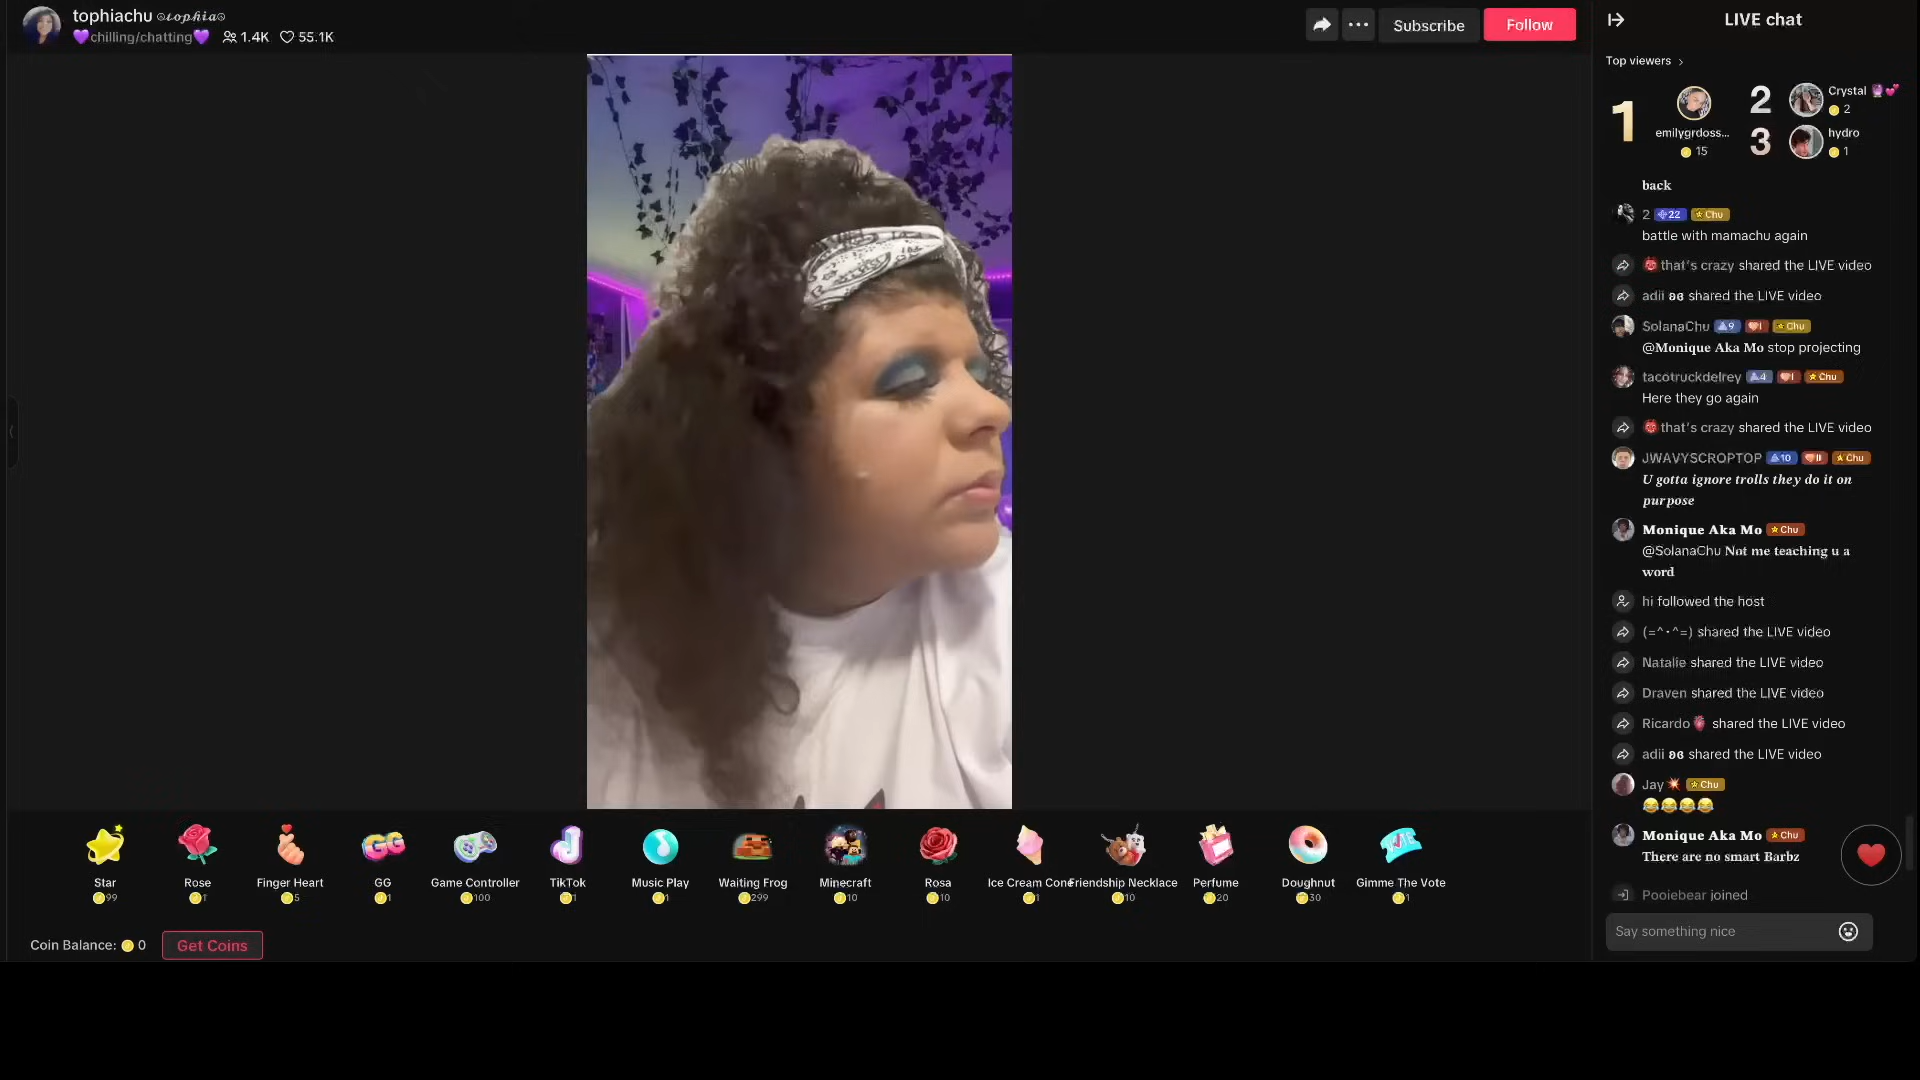 tophiachu ☮𝓽𝓸𝓹𝓱𝓲𝓪☮
💜chilling/chatting💜 1.4K 55.1K
Subscribe
Follow
LIVE chat
Top viewers
1
emilygrdoss...
15
2
Crystal 🔮💕
2
3
hydro
1
back
2 22 Chu
battle with mamachu again
👹that's crazy shared the LIVE video
adii ʚɞ shared the LIVE video
SolanaChu 9 I Chu
@Monique Aka Mo stop projecting
tacotruckdelrey 4 I Chu
Here they go again
👹that's crazy shared the LIVE video
JWAVYSCROPTOP 10 II Chu
U gotta ignore trolls they do it on
purpose
Monique Aka Mo Chu
@SolanaChu Not me teaching u a
word
hi followed the host
(=^･^=) shared the LIVE video
Natalie shared the LIVE video
Draven shared the LIVE video
Ricardo🫀 shared the LIVE video
adii ʚɞ shared the LIVE video
Jay💥 Chu
😂😂😂😂
Monique Aka Mo Chu
There are no smart Barbz
Pooiebear joined
Say something nice
Star
99
Rose
1
Finger Heart
5
GG
1
Game Controller
100
TikTok
1
Music Play
1
Waiting Frog
299
Minecraft
10
Rosa
10
Ice Cream Cone
1
Friendship Necklace
10
Perfume
20
Doughnut
30
Gimme The Vote
1
Coin Balance: 0
Get Coins